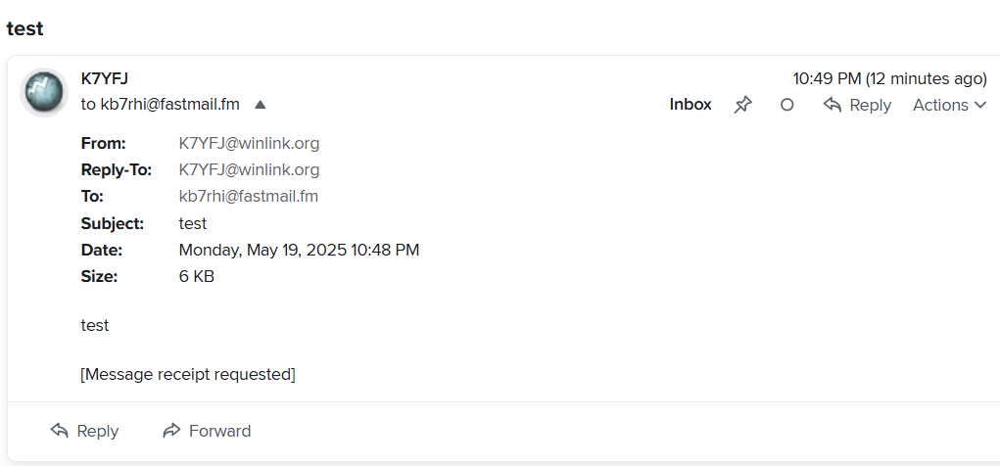 test
K7YFJ
10:49 PM (12 minutes ago)
to kb7rhi@fastmail.fm
Inbox Reply Actions
From: K7YFJ@winlink.org
Reply-To: K7YFJ@winlink.org
To: kb7rhi@fastmail.fm
Subject: test
Date: Monday, May 19, 2025 10:48 PM
Size: 6 KB
test
[Message receipt requested]
Reply Forward